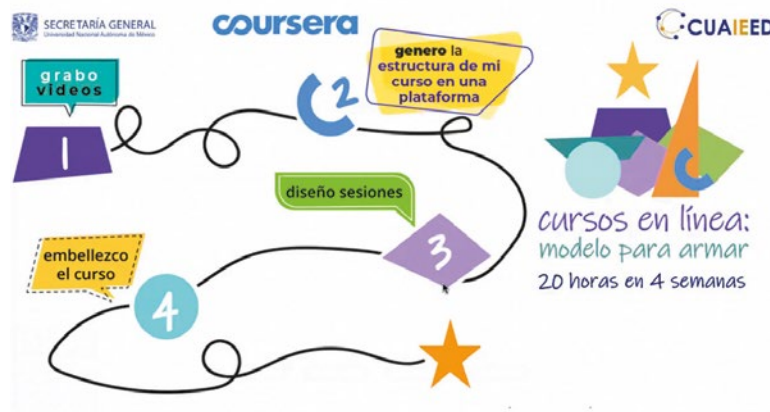 SECRETARÍA GENERAL
Universidad Nacional Autónoma de México
coursera
CUAIEED
grabo
videos
1
2
genero la
estructura de mi
curso en una
plataforma
diseño sesiones
3
embellezco
el curso
4
cursos en línea:
modelo para armar
20 horas en 4 semanas